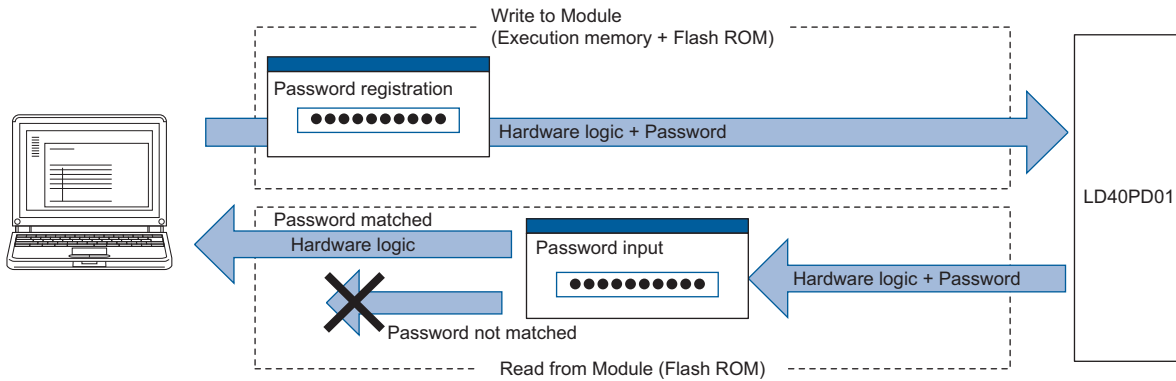 Write to Module
(Execution memory + Flash ROM)
Password registration
●●●●●●●●●●
Hardware logic + Password
LD40PD01
Password matched
Hardware logic
Password input
●●●●●●●●●●
Hardware logic + Password
Password not matched
Read from Module (Flash ROM)